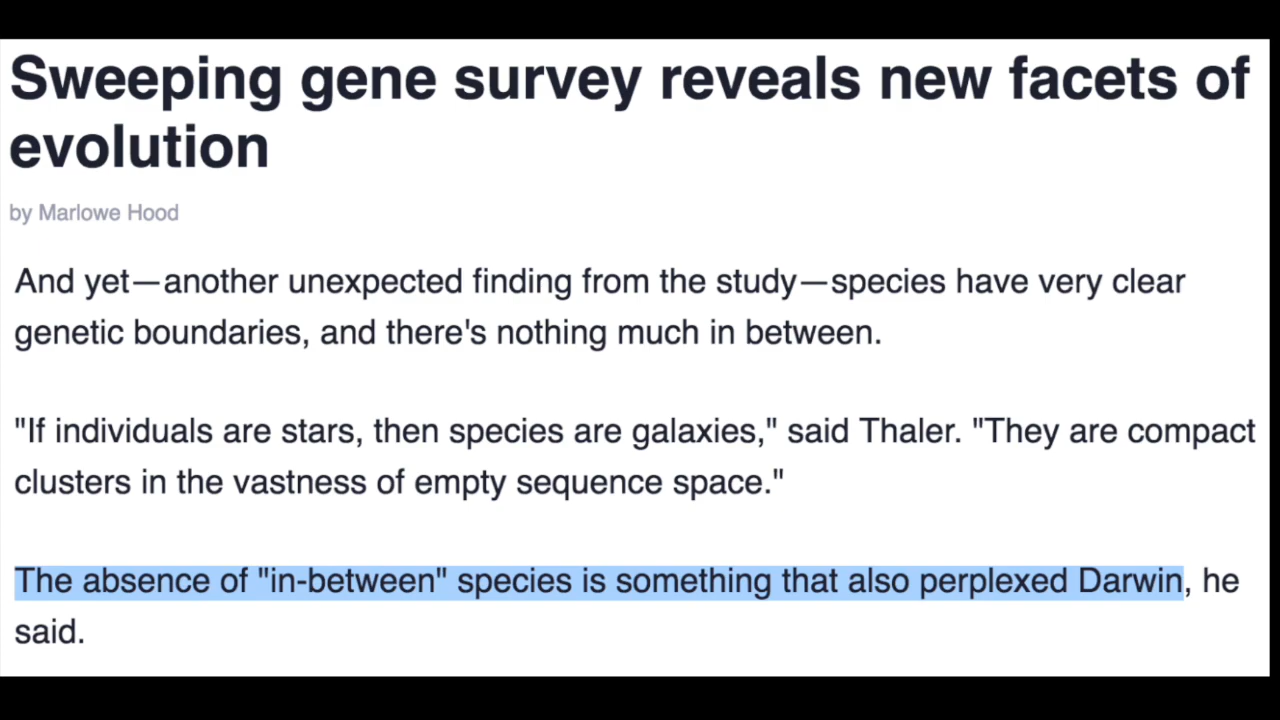 Sweeping gene survey reveals new facets of
evolution
by Marlowe Hood
And yet—another unexpected finding from the study—species have very clear
genetic boundaries, and there's nothing much in between.
"If individuals are stars, then species are galaxies," said Thaler. "They are compact
clusters in the vastness of empty sequence space."
The absence of "in-between" species is something that also perplexed Darwin, he
said.